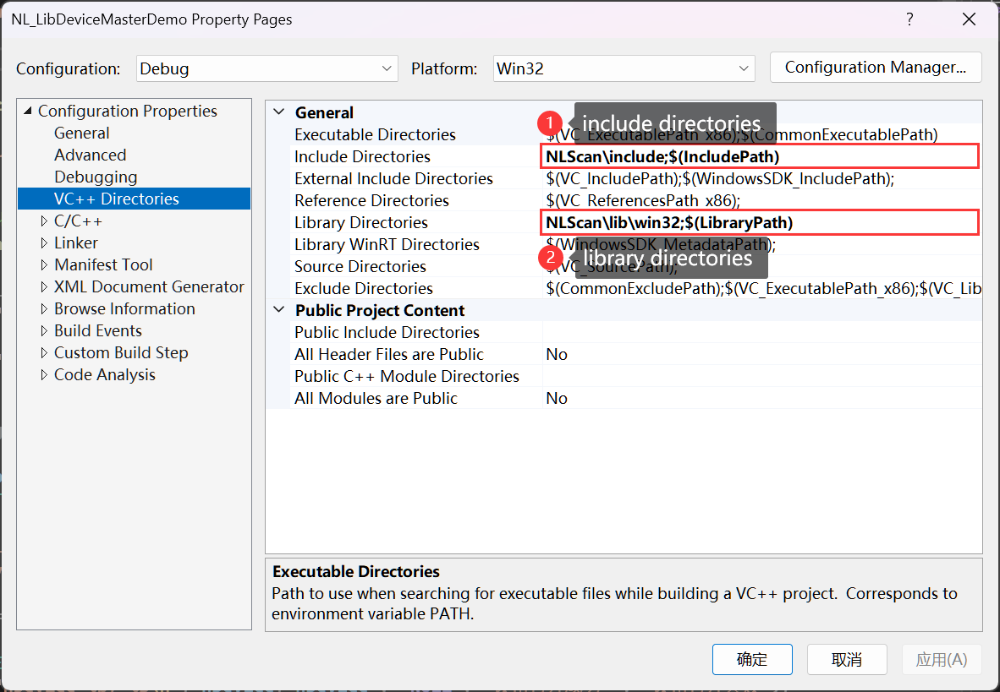 NL_LibDeviceMasterDemo Property Pages
?
Configuration: Debug Platform: Win32 Configuration Manager...
Configuration Properties
General
Advanced
Debugging
VC++ Directories
C/C++
Linker
Manifest Tool
XML Document Generator
Browse Information
Build Events
Custom Build Step
Code Analysis
General
1 include directories
Executable Directories $(VC_ExecutablePath_x86);$(CommonExecutablePath)
Include Directories NLScan\include;$(IncludePath)
External Include Directories $(VC_IncludePath);$(WindowsSDK_IncludePath);
Reference Directories $(VC_ReferencesPath_x86);
Library Directories NLScan\lib\win32;$(LibraryPath)
Library WinRT Directories $(WindowsSDK_MetadataPath);
2 library directories
Source Directories $(VC_SourcePath);
Exclude Directories $(CommonExcludePath);$(VC_ExecutablePath_x86);$(VC_Lib
Public Project Content
Public Include Directories
All Header Files are Public No
Public C++ Module Directories
All Modules are Public No
Executable Directories
Path to use when searching for executable files while building a VC++ project. Corresponds to
environment variable PATH.
确定 取消 应用(A)